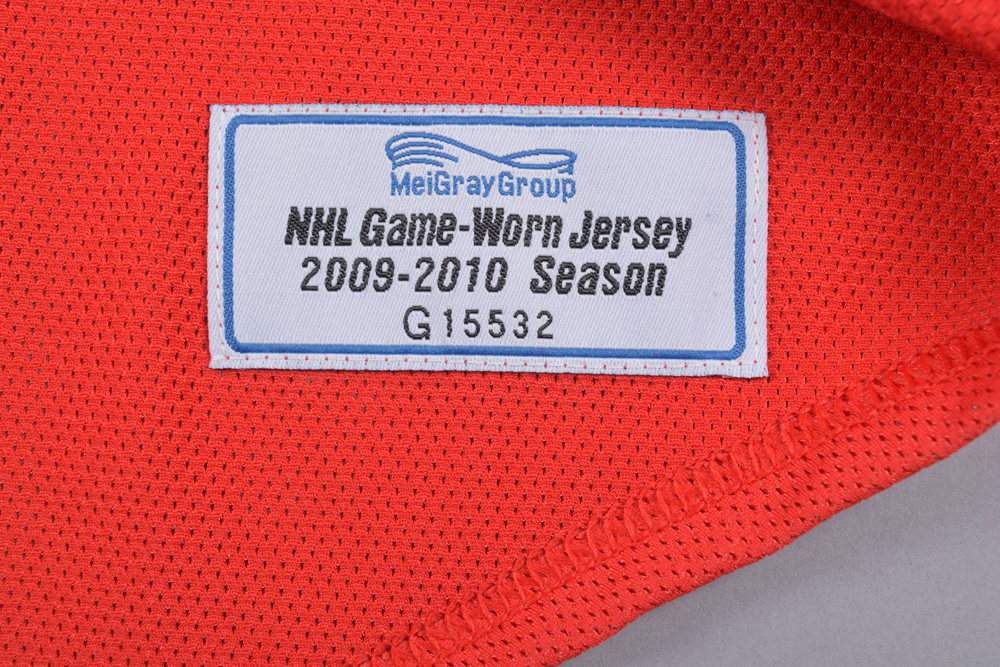 MeiGrayGroup
NHL Game-Worn Jersey
2009-2010 Season
G15532